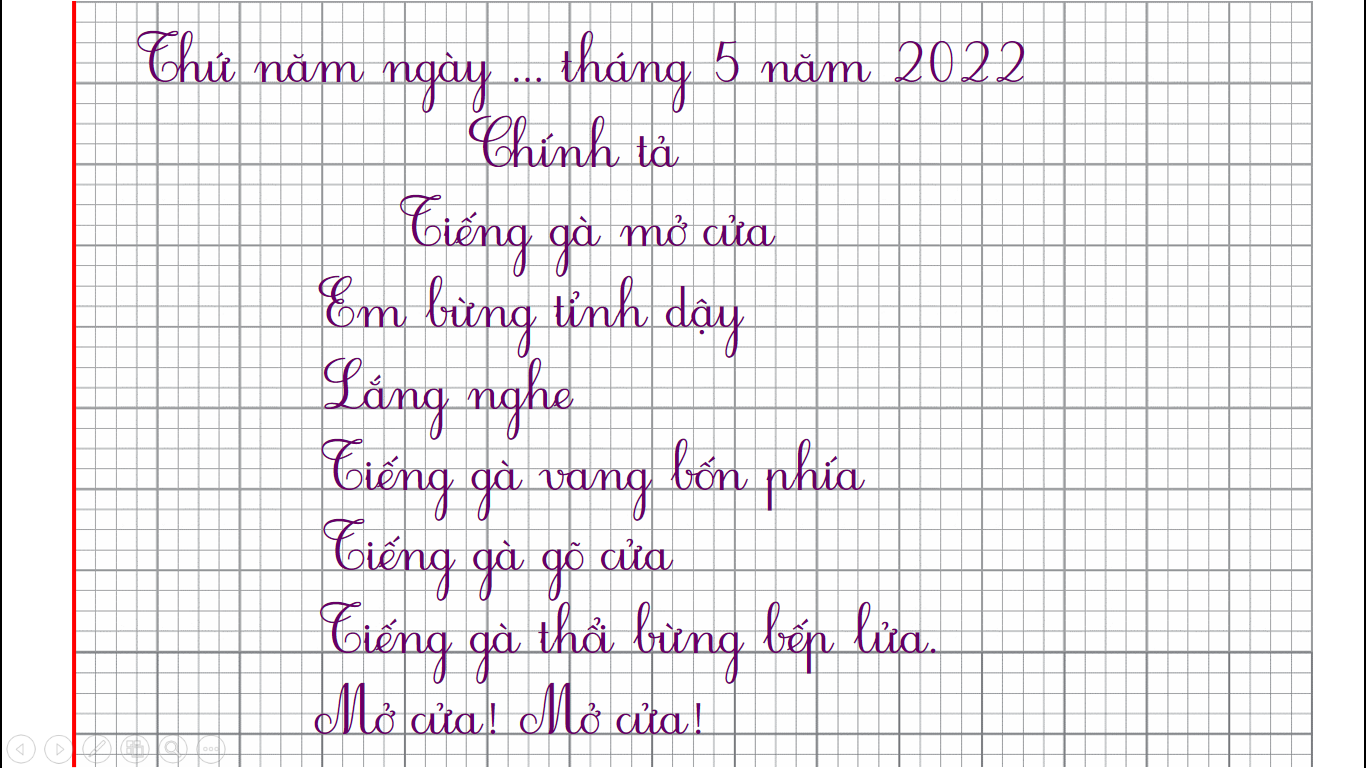 Thứ năm ngày ... tháng 5 năm 2022
Chính tả
Tiếng gà mở cửa
Em bừng tỉnh dậy
Lắng nghe
Tiếng gà vang bốn phía
Tiếng gà gõ cửa
Tiếng gà thổi bừng bếp lửa.
Mở cửa! Mở cửa!